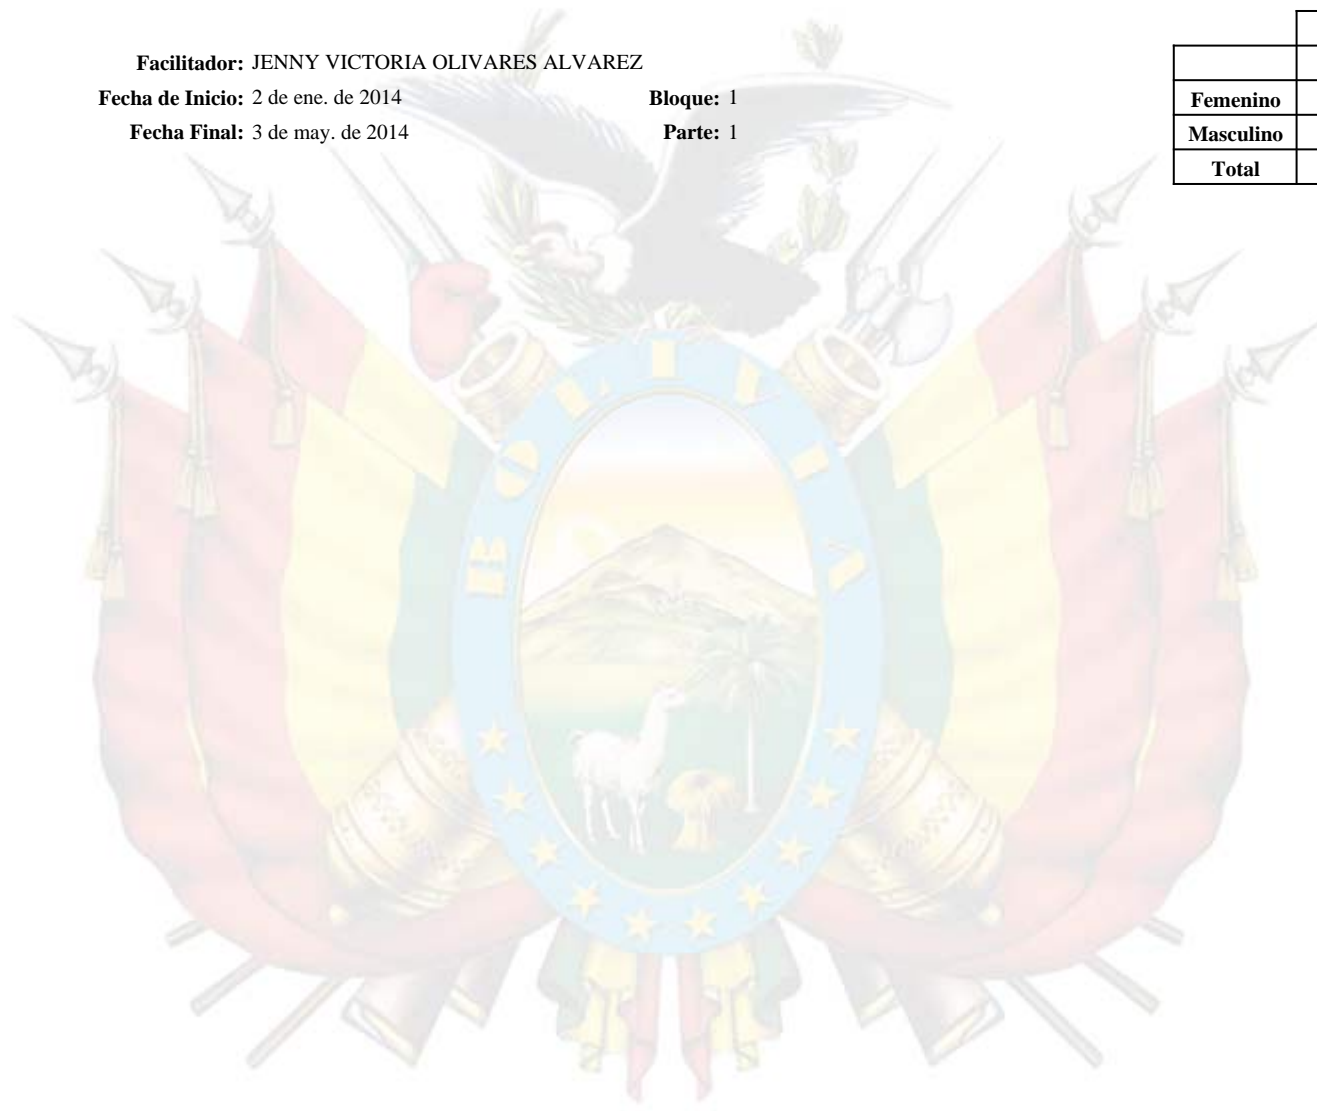 Facilitador: JENNY VICTORIA OLIVARES ALVAREZ
Fecha de Inicio: 2 de ene. de 2014 Bloque: 1
Fecha Final: 3 de may. de 2014 Parte: 1
Femenino
Masculino
Total
BOLIVIA